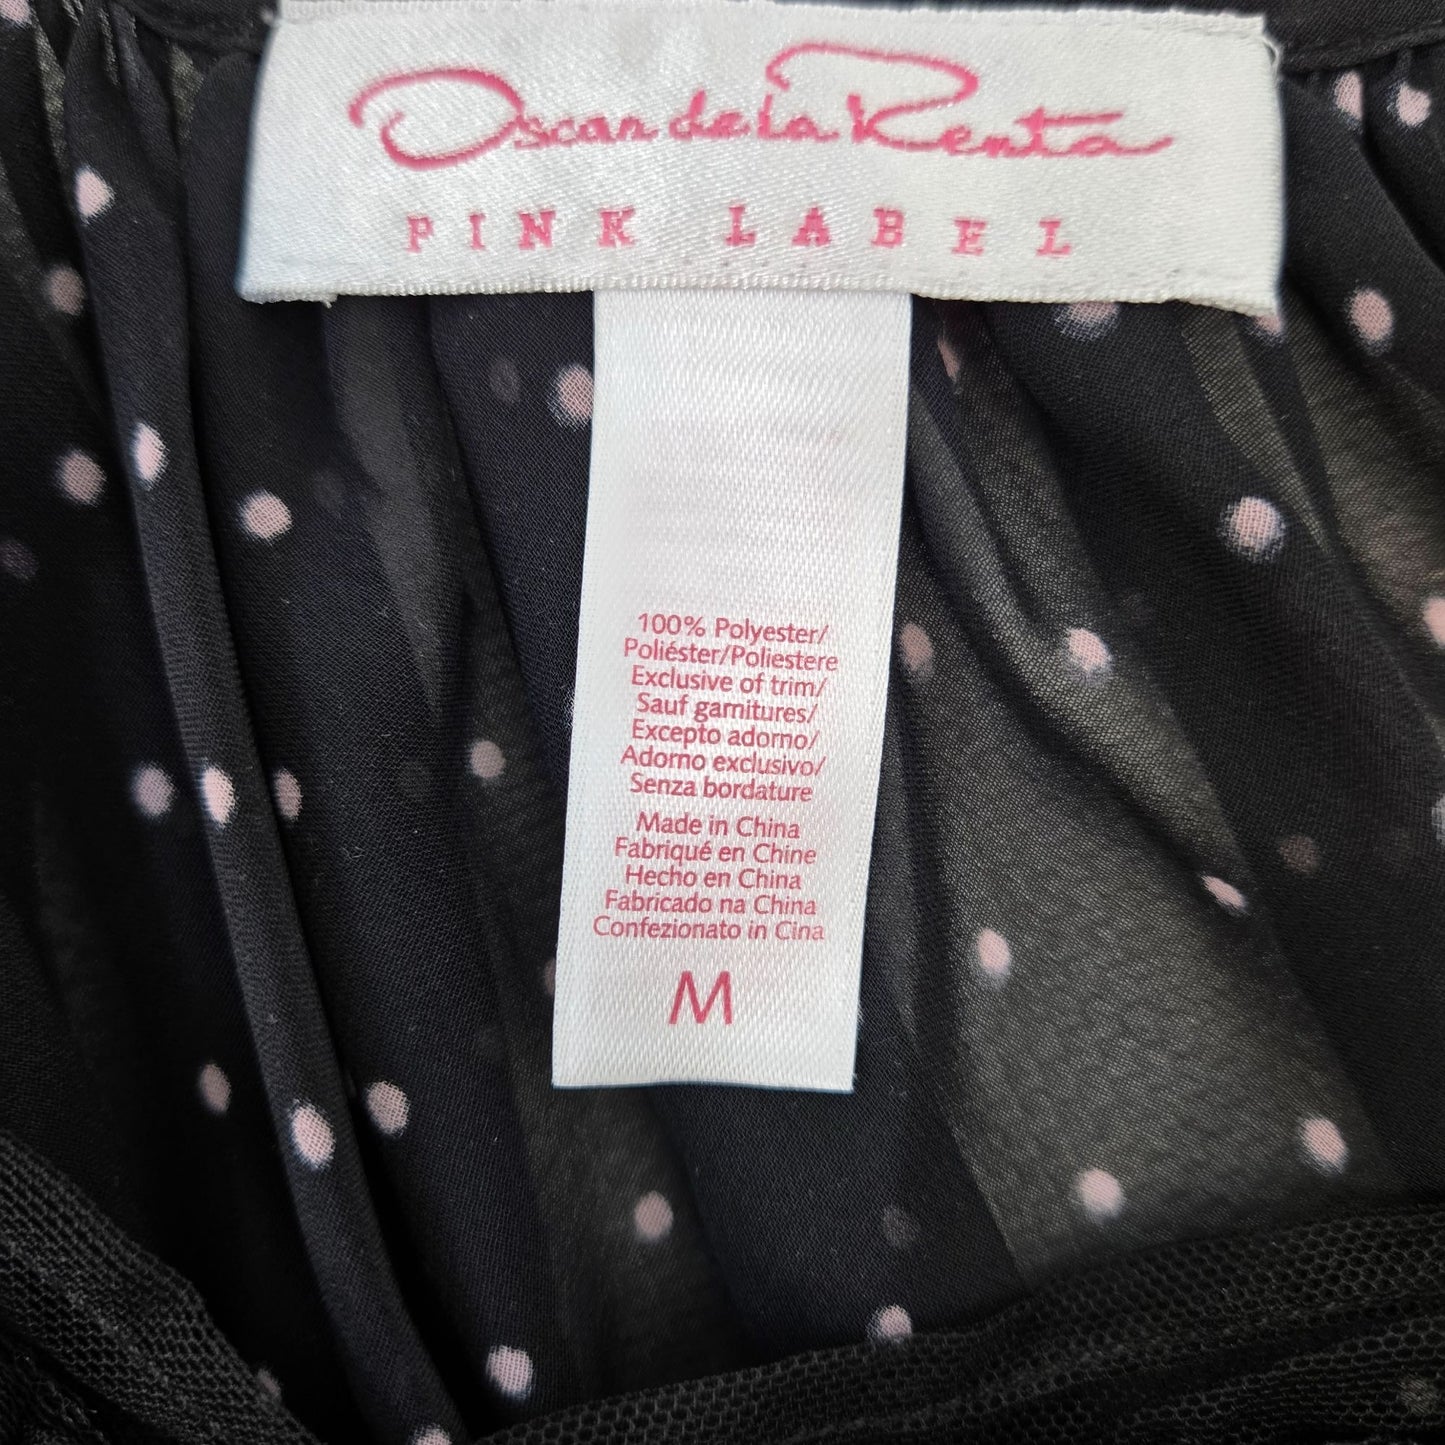 Oscar de la Renta
PINK LABEL
100% Polyester/
Poliéster/Poliestere
Exclusive of trim/
Sauf garnitures/
Excepto adorno/
Adorno exclusivo/
Senza bordature
Made in China
Fabriqué en Chine
Hecho en China
Fabricado na China
Confezionato in Cina
M